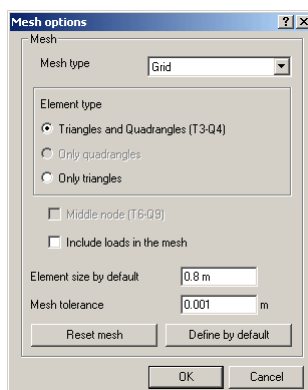 Mesh options
Mesh
Mesh type Grid
Element type
Triangles and Quadrangles (T3-Q4)
Only quadrangles
Only triangles
Middle node (T6-Q9)
Include loads in the mesh
Element size by default 0.8 m
Mesh tolerance 0.001 m
Reset mesh Define by default
OK Cancel